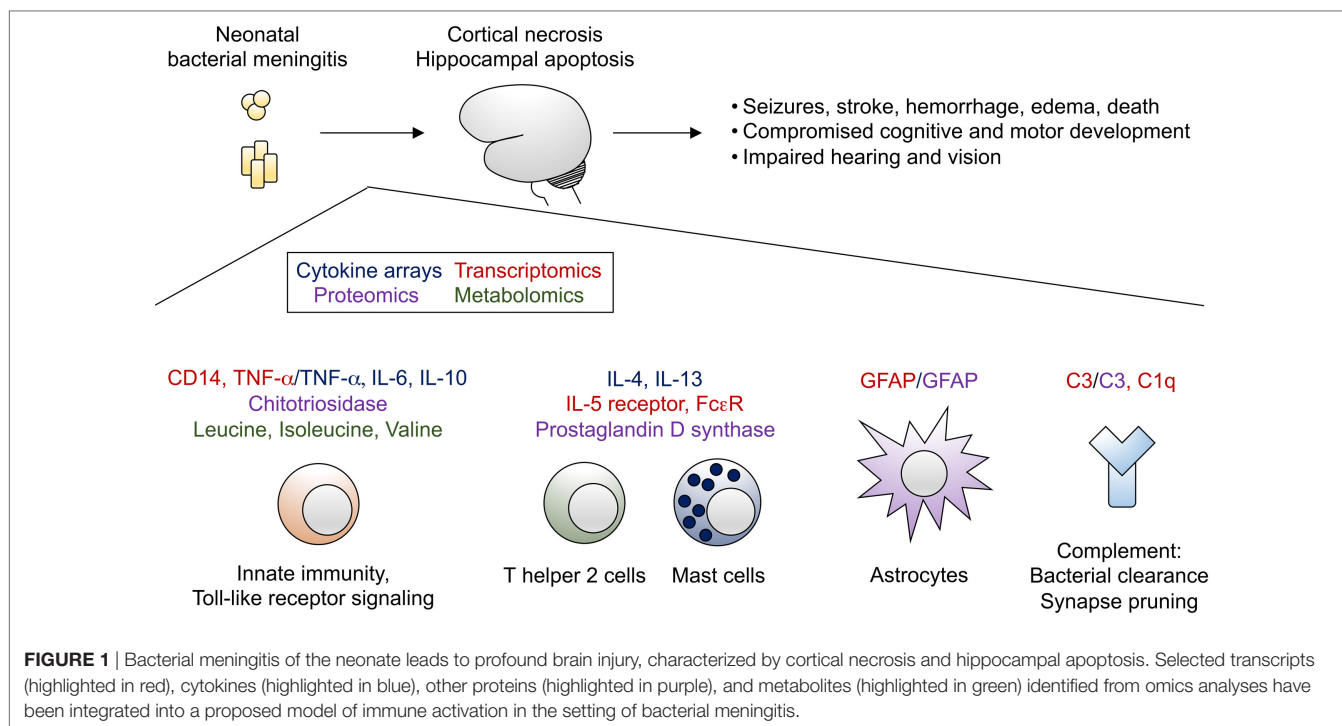 Neonatal
bacterial meningitis
Cortical necrosis
Hippocampal apoptosis
• Seizures, stroke, hemorrhage, edema, death
• Compromised cognitive and motor development
• Impaired hearing and vision
Cytokine arrays Transcriptomics
Proteomics Metabolomics
CD14, TNF-α/TNF-α, IL-6, IL-10
Chitotriosidase
Leucine, Isoleucine, Valine
Innate immunity,
Toll-like receptor signaling
IL-4, IL-13
IL-5 receptor, FcεR
Prostaglandin D synthase
T helper 2 cells
Mast cells
GFAP/GFAP
Astrocytes
C3/C3, C1q
Complement:
Bacterial clearance
Synapse pruning
FIGURE 1 | Bacterial meningitis of the neonate leads to profound brain injury, characterized by cortical necrosis and hippocampal apoptosis. Selected transcripts
(highlighted in red), cytokines (highlighted in blue), other proteins (highlighted in purple), and metabolites (highlighted in green) identified from omics analyses have
been integrated into a proposed model of immune activation in the setting of bacterial meningitis.